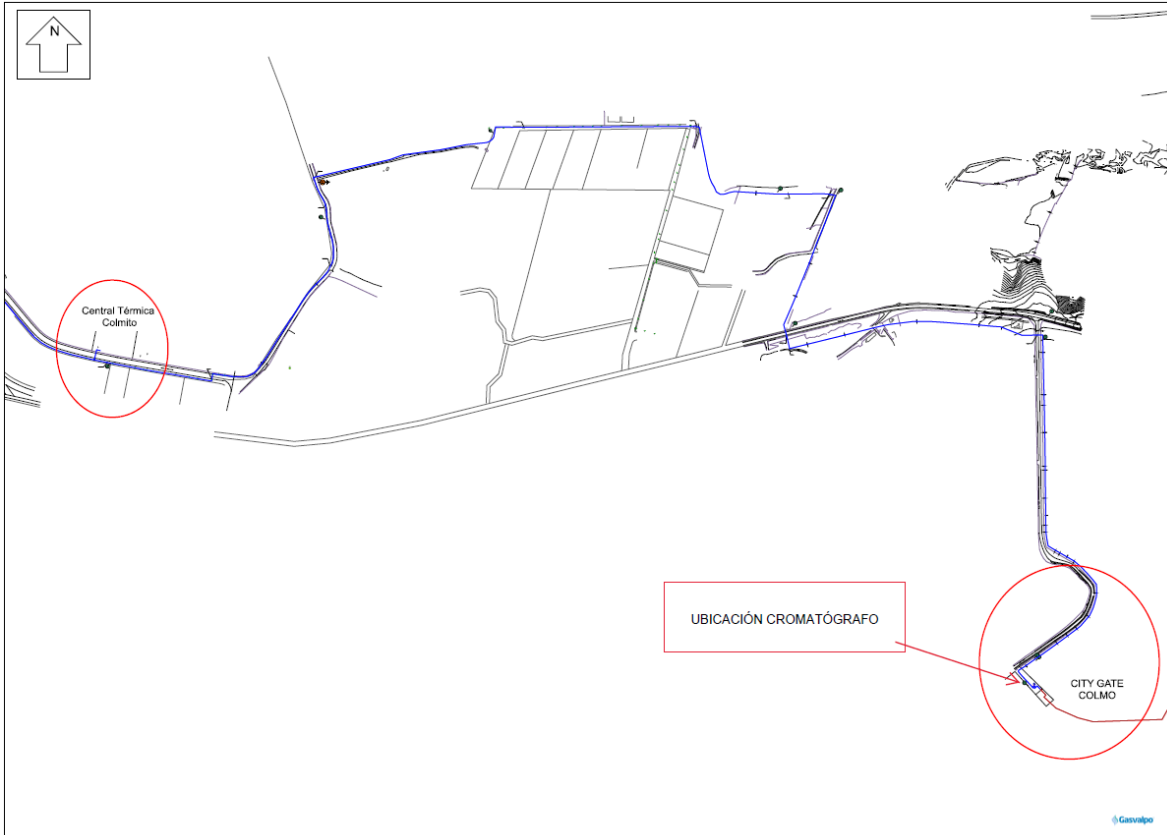 N
Central Térmica
Colmito
UBICACIÓN CROMATÓGRAFO
CITY GATE
COLMO
Gasvalpo